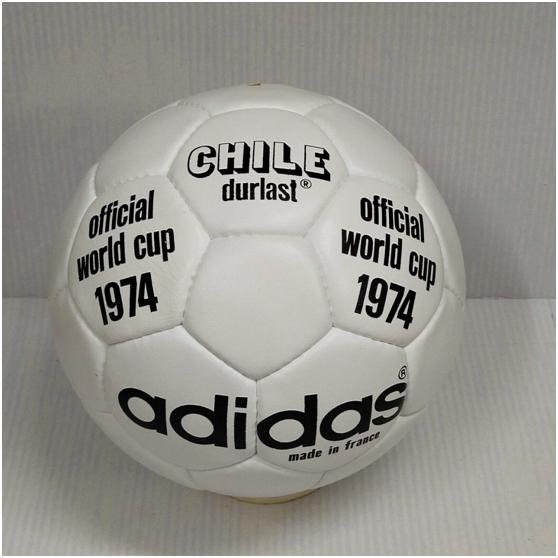 CHILE
durlast®
official
world cup
1974
official
world cup
1974
adidas®
made in france